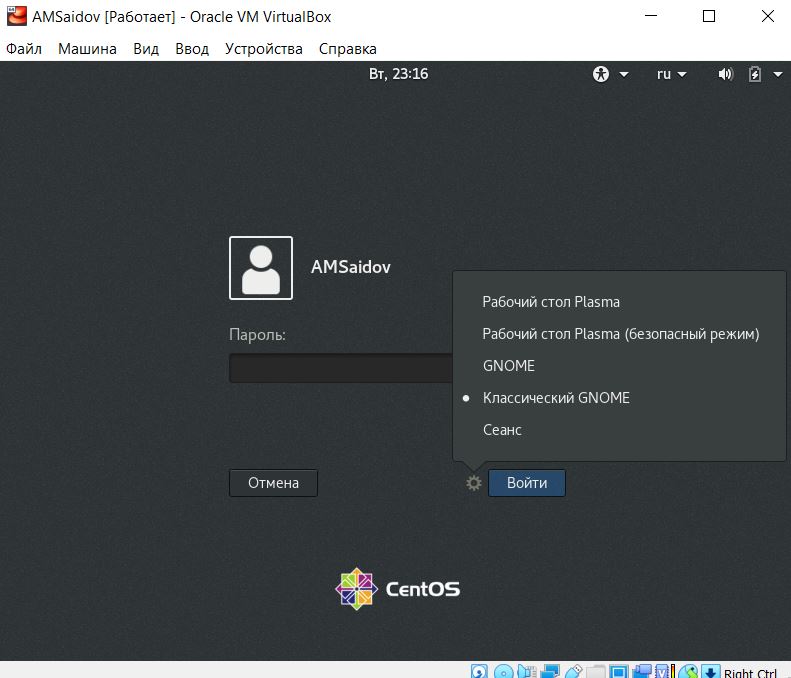 AMSaidov [Работает] - Oracle VM VirtualBox
Файл Машина Вид Ввод Устройства Справка
Вт, 23:16 ru
AMSaidov
Пароль:
Рабочий стол Plasma
Рабочий стол Plasma (безопасный режим)
GNOME
Классический GNOME
Сеанс
Отмена Войти
CentOS
Right Ctrl